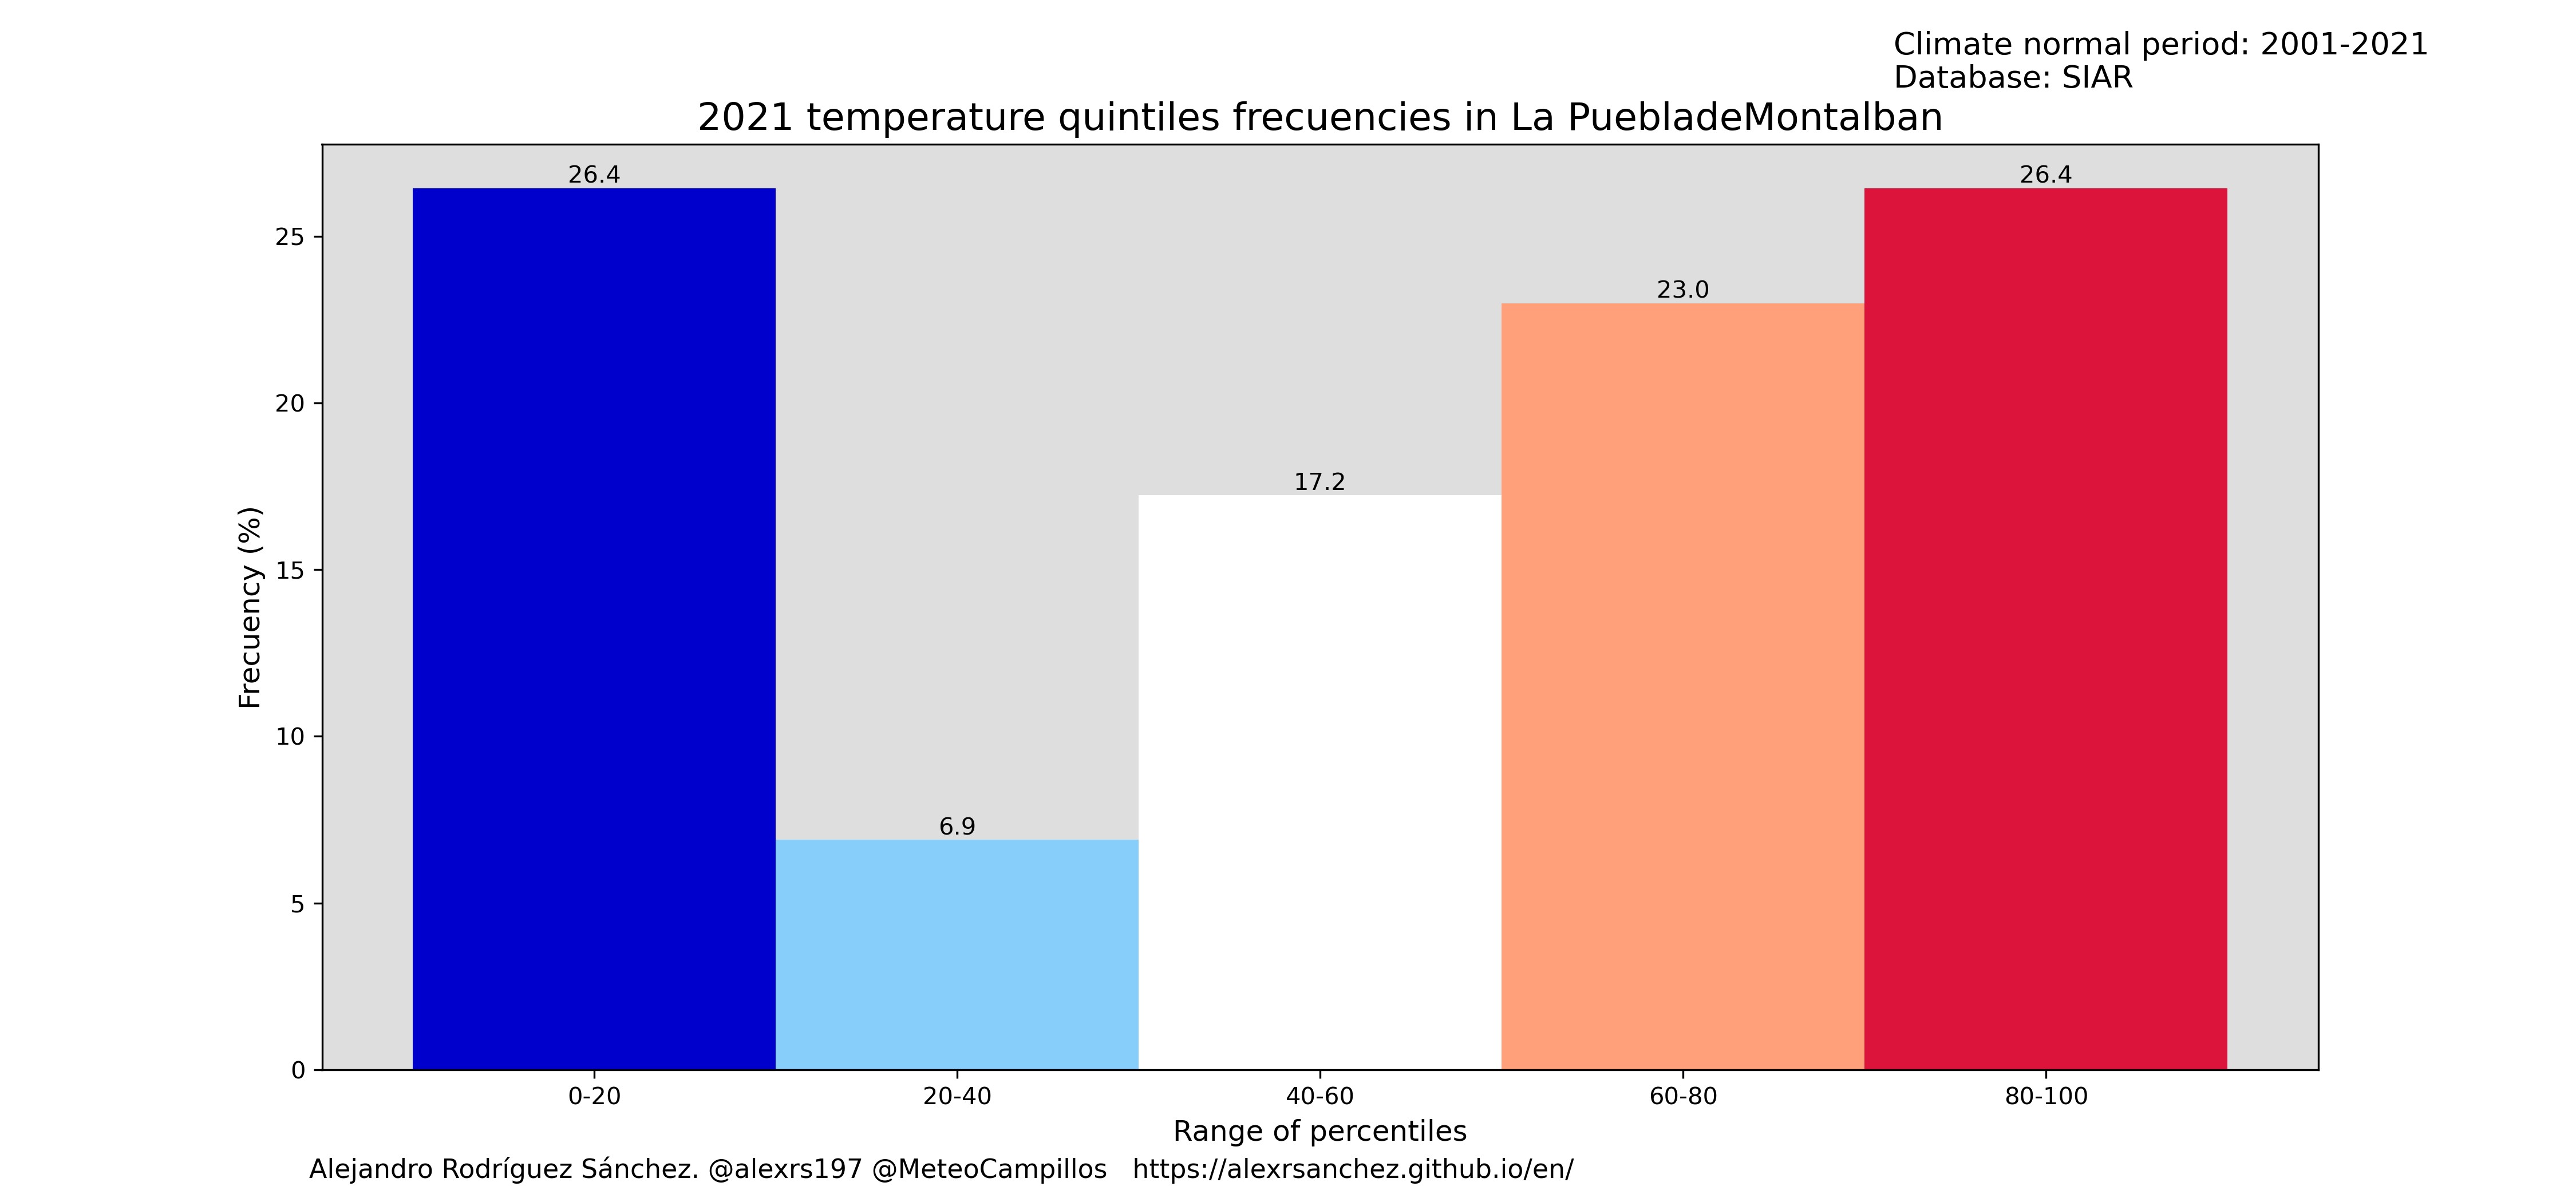 Climate normal period: 2001-2021
Database: SIAR
2021 temperature quintiles frecuencies in La PuebladeMontalban
26.4
26.4
25
23.0
20
17.2
15
Frecuency (%)
10
6.9
5
0
0-20
20-40
40-60
60-80
80-100
Range of percentiles
Alejandro Rodríguez Sánchez. @alexrs197 @MeteoCampillos   https://alexrsanchez.github.io/en/